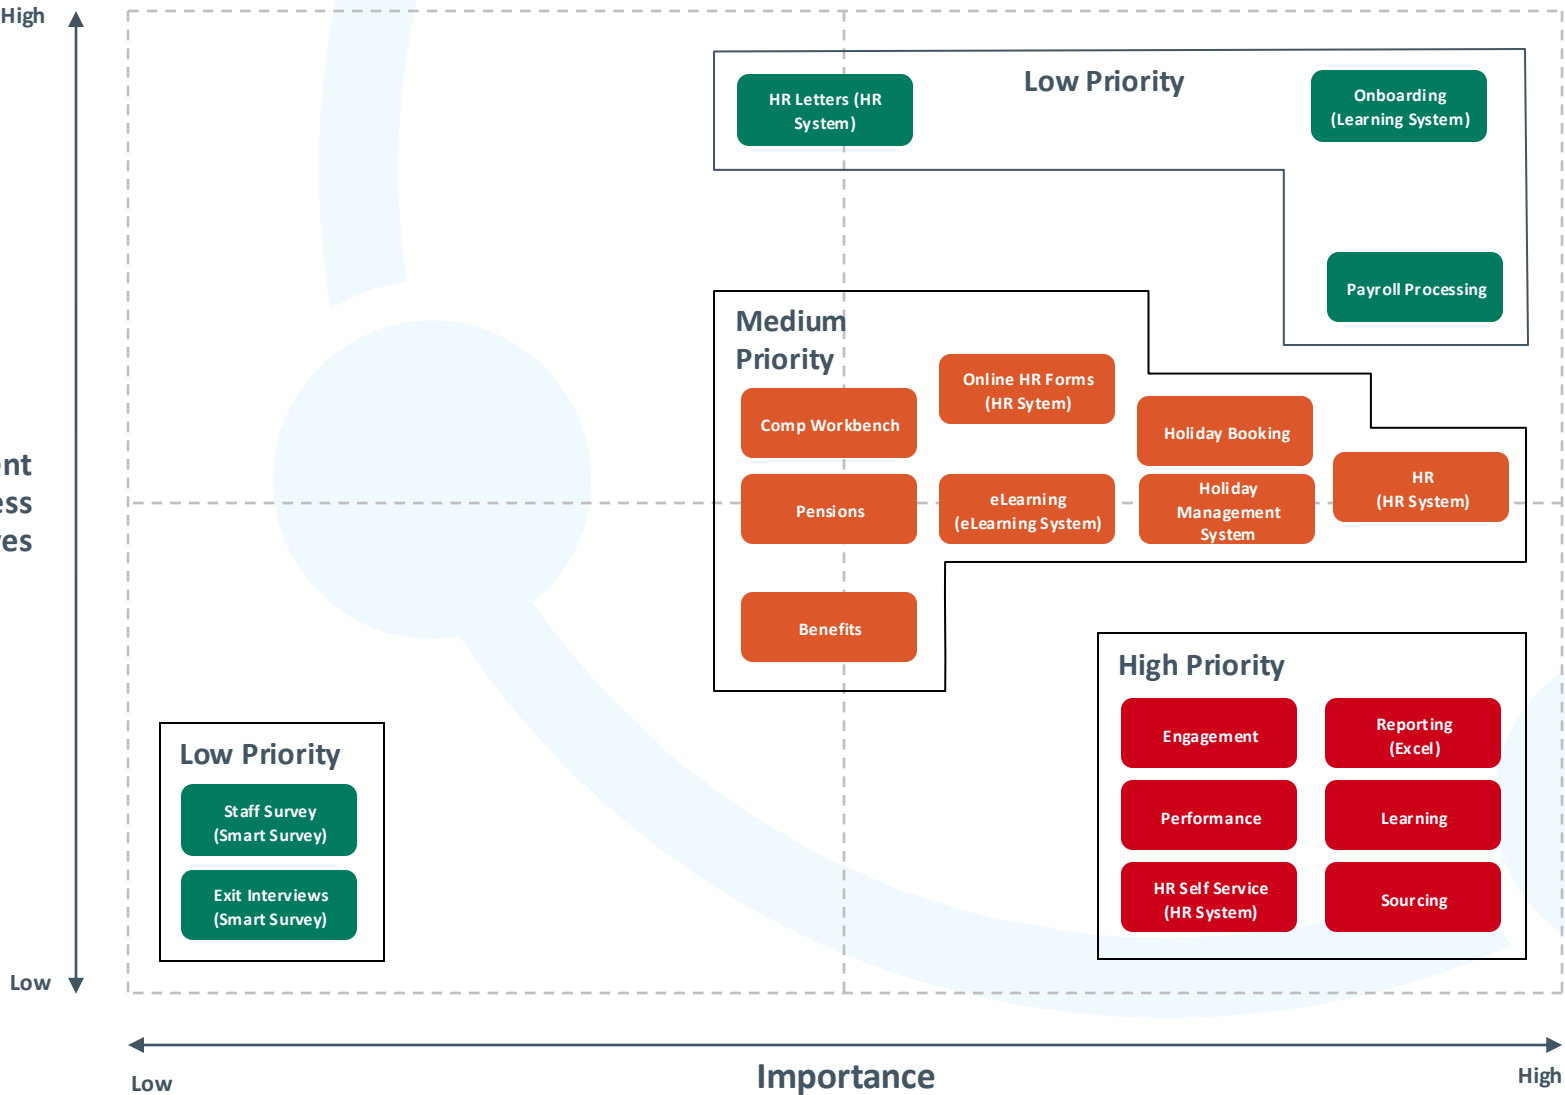 High
Low Priority
HR Letters (HR
System)
Onboarding
(Learning System)
Payroll Processing
Medium
Priority
Online HR Forms
(HR Sytem)
Comp Workbench
Holiday Booking
HR
(HR System)
Pensions
eLearning
(eLearning System)
Holiday
Management
System
Benefits
High Priority
Engagement
Reporting
(Excel)
Performance
Learning
HR Self Service
(HR System)
Sourcing
Low Priority
Staff Survey
(Smart Survey)
Exit Interviews
(Smart Survey)
Low
Low
Importance
High